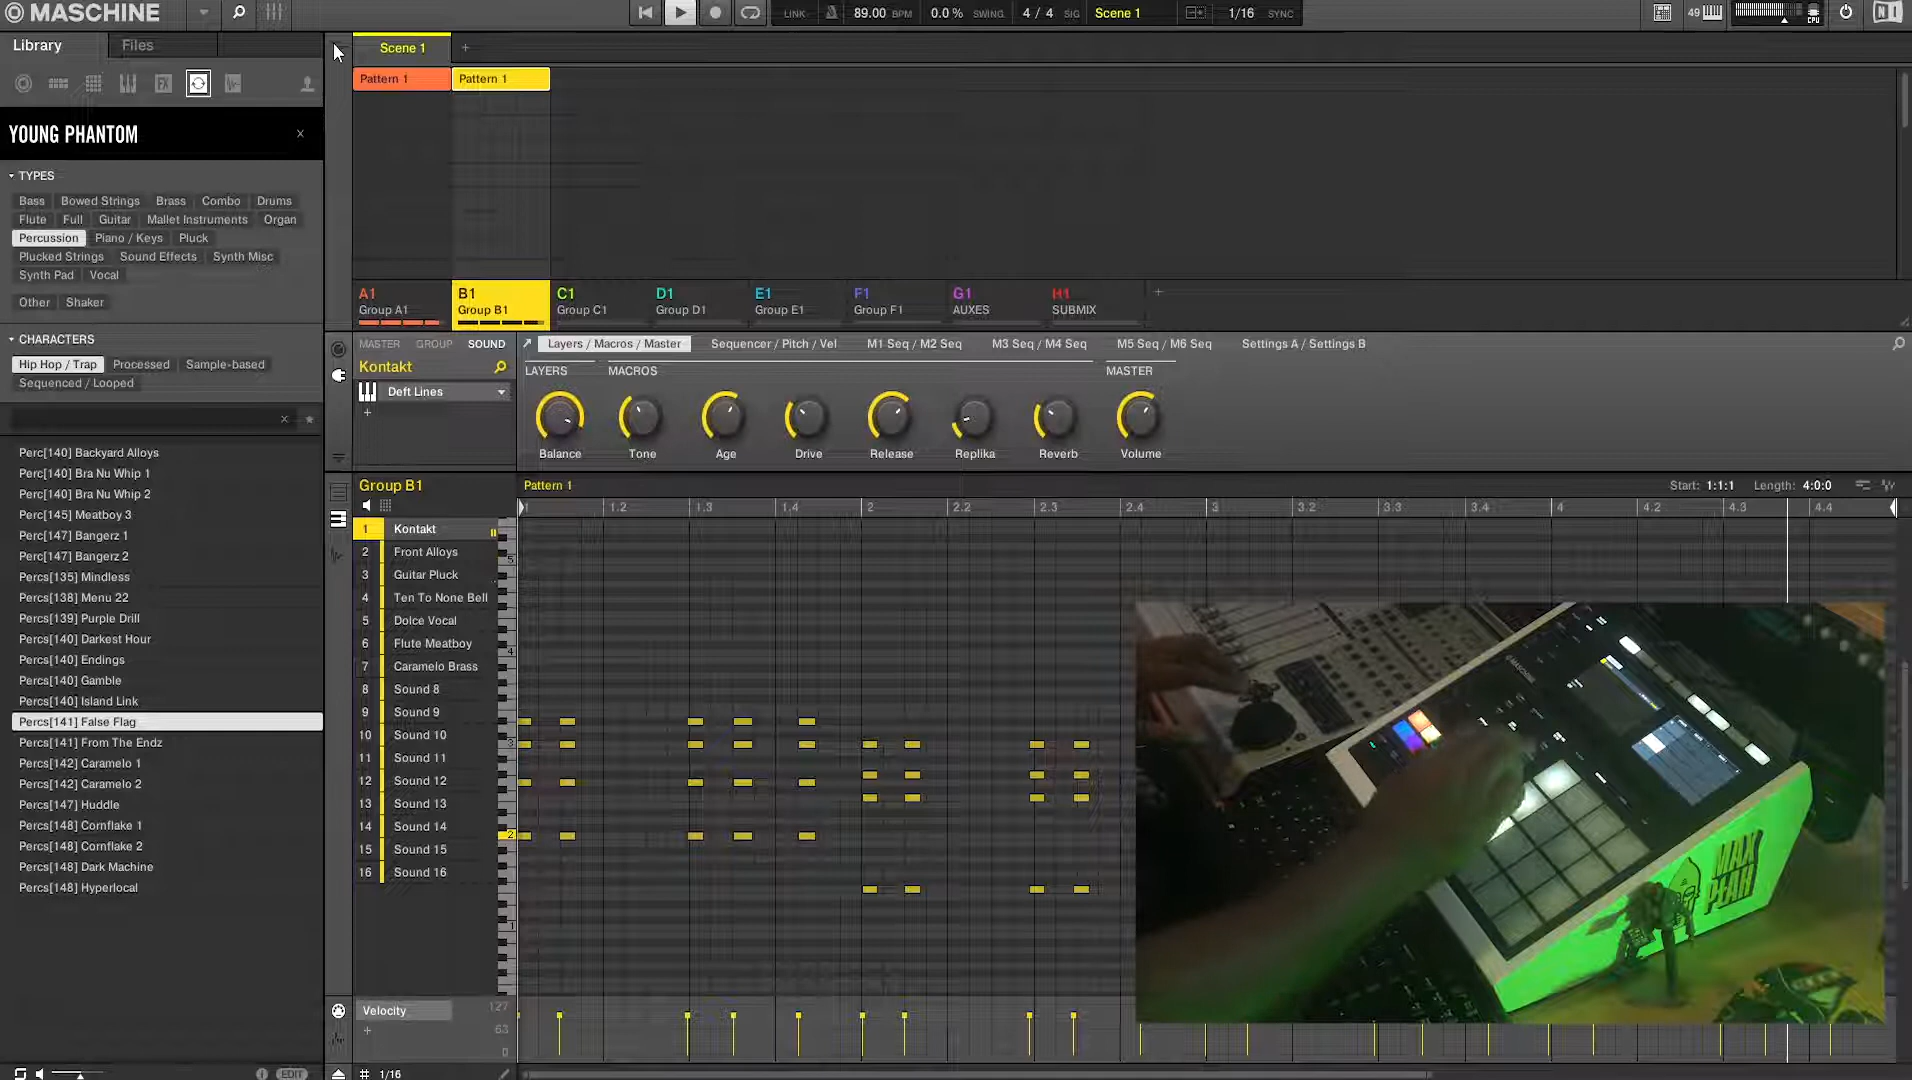 MASCHINE
LINK 89.00 BPM 0.0 % SWING 4 / 4 SIG Scene 1 1/16 SYNC
49 CPU
Library Files
YOUNG PHANTOM ×
TYPES
Bass Bowed Strings Brass Combo Drums
Flute Full Guitar Mallet Instruments Organ
Percussion Piano / Keys Pluck
Plucked Strings Sound Effects Synth Misc
Synth Pad Vocal
Other Shaker
CHARACTERS
Hip Hop / Trap Processed Sample-based
Sequenced / Looped
Perc[140] Backyard Alloys
Perc[140] Bra Nu Whip 1
Perc[140] Bra Nu Whip 2
Perc[145] Meatboy 3
Perc[147] Bangerz 1
Perc[147] Bangerz 2
Percs[135] Mindless
Percs[138] Menu 22
Percs[139] Purple Drill
Percs[140] Darkest Hour
Percs[140] Endings
Percs[140] Gamble
Percs[140] Island Link
Percs[141] False Flag
Percs[141] From The Endz
Percs[142] Caramelo 1
Percs[142] Caramelo 2
Percs[147] Huddle
Percs[148] Cornflake 1
Percs[148] Cornflake 2
Percs[148] Dark Machine
Percs[148] Hyperlocal
EDIT
Scene 1 +
Pattern 1 Pattern 1
A1 B1 C1 D1 E1 F1 G1 H1 +
Group A1 Group B1 Group C1 Group D1 Group E1 Group F1 AUXES SUBMIX
MASTER GROUP SOUND
Kontakt
Deft Lines
+
Layers / Macros / Master Sequencer / Pitch / Vel M1 Seq / M2 Seq M3 Seq / M4 Seq M5 Seq / M6 Seq Settings A / Settings B
LAYERS MACROS MASTER
Balance Tone Age Drive Release Replika Reverb Volume
Group B1 Pattern 1 Start: 1:1:1 Length: 4:0:0
1 1.2 1.3 1.4 2 2.2 2.3 2.4 3 3.2 3.3 3.4 4 4.2 4.3 4.4
1 Kontakt
2 Front Alloys
3 Guitar Pluck
4 Ten To None Bell
5 Dolce Vocal
6 Flute Meatboy
7 Caramelo Brass
8 Sound 8
9 Sound 9
10 Sound 10
11 Sound 11
12 Sound 12
13 Sound 13
14 Sound 14
15 Sound 15
16 Sound 16
5
4
3
2
1
Velocity 127
+ 63
0
1/16
MAX
PtAH